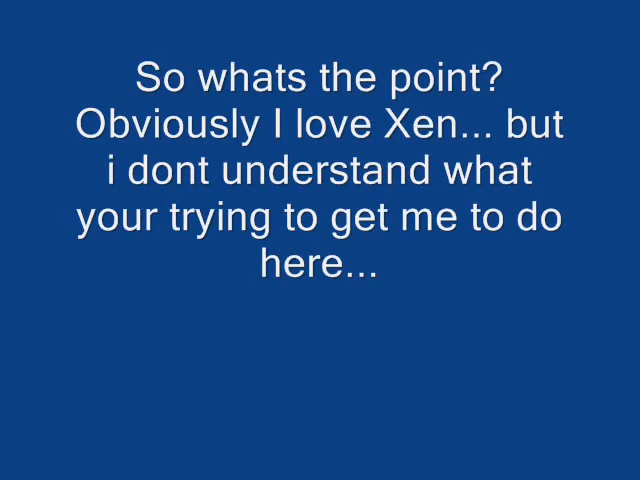 So whats the point?
Obviously I love Xen... but
i dont understand what
your trying to get me to do
here...